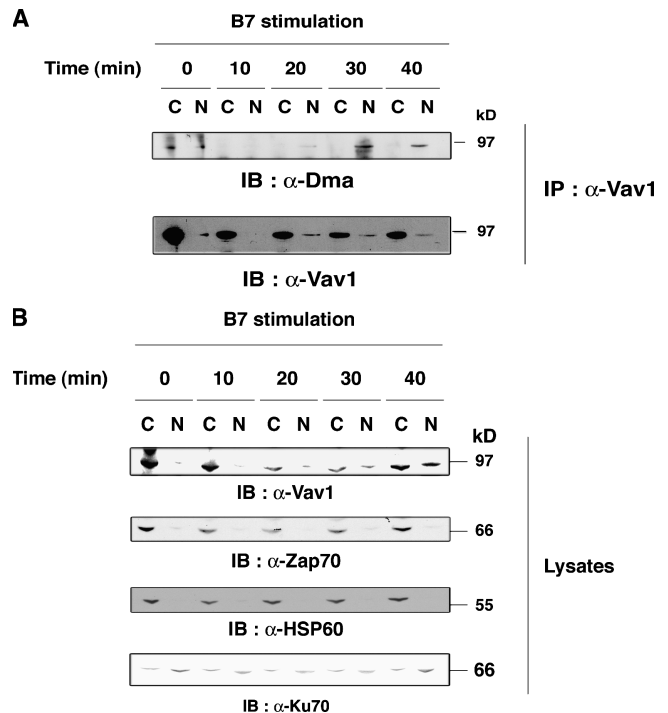 A
B7 stimulation
Time (min) 0 10 20 30 40
C N C N C N C N C N
kD
97
IB : α-Dma
IP : α-Vav1
97
IB : α-Vav1
B
B7 stimulation
Time (min) 0 10 20 30 40
C N C N C N C N C N
kD
97
IB : α-Vav1
66
IB : α-Zap70
Lysates
55
IB : α-HSP60
66
IB : α-Ku70